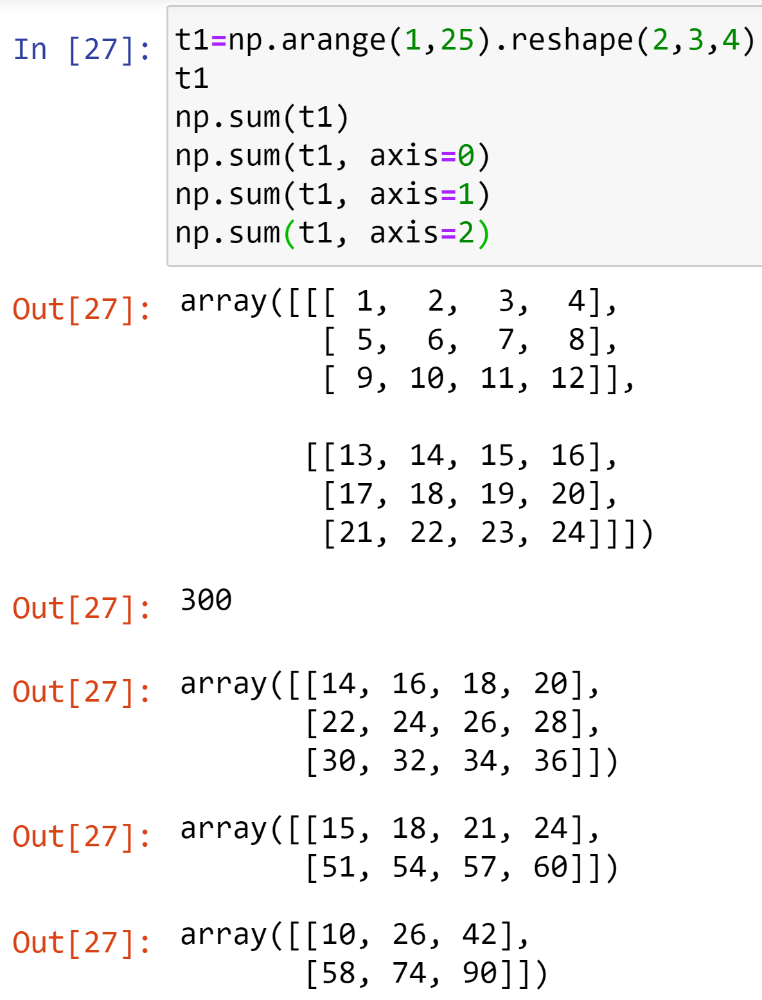 In [27]: t1=np.arange(1,25).reshape(2,3,4)
t1
np.sum(t1)
np.sum(t1, axis=0)
np.sum(t1, axis=1)
np.sum(t1, axis=2)
Out[27]: array([[[ 1,  2,  3,  4],
[ 5,  6,  7,  8],
[ 9, 10, 11, 12]],
[[13, 14, 15, 16],
[17, 18, 19, 20],
[21, 22, 23, 24]]])
Out[27]: 300
Out[27]: array([[14, 16, 18, 20],
[22, 24, 26, 28],
[30, 32, 34, 36]])
Out[27]: array([[15, 18, 21, 24],
[51, 54, 57, 60]])
Out[27]: array([[10, 26, 42],
[58, 74, 90]])